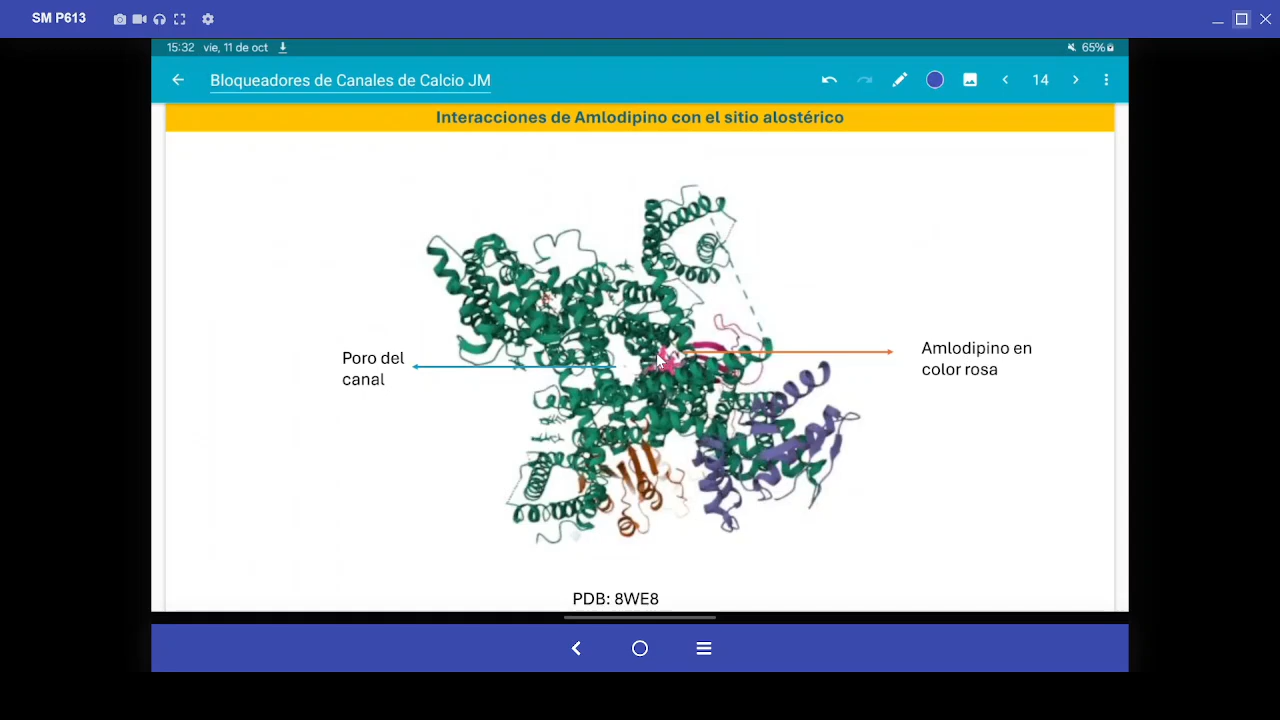 SM P613
15:32 vie, 11 de oct
65%
Bloqueadores de Canales de Calcio JM
14
Interacciones de Amlodipino con el sitio alostérico
Poro del
canal
Amlodipino en
color rosa
PDB: 8WE8